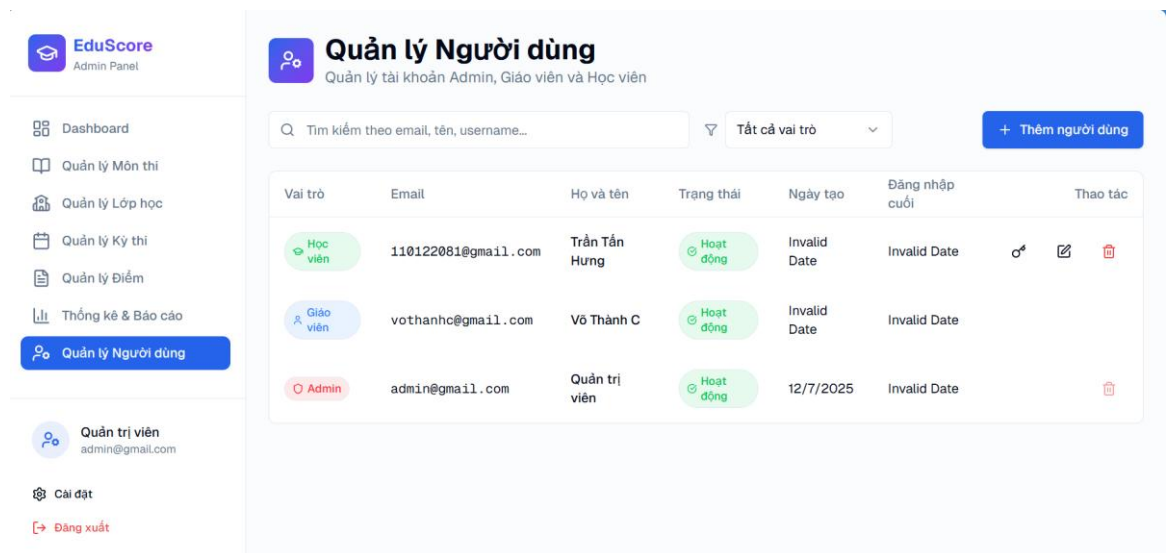 EduScore
Admin Panel
Dashboard
Quản lý Môn thi
Quản lý Lớp học
Quản lý Kỳ thi
Quản lý Điểm
Thống kê & Báo cáo
Quản lý Người dùng
Quản trị viên
admin@gmail.com
Cài đặt
Đăng xuất
Quản lý Người dùng
Quản lý tài khoản Admin, Giáo viên và Học viên
Tìm kiếm theo email, tên, username...
Tất cả vai trò
+ Thêm người dùng
Vai trò Email Họ và tên Trạng thái Ngày tạo Đăng nhập cuối Thao tác
Học viên 110122081@gmail.com Trần Tấn Hưng Hoạt động Invalid Date Invalid Date
Giáo viên vothanhc@gmail.com Võ Thành C Hoạt động Invalid Date Invalid Date
Admin admin@gmail.com Quản trị viên Hoạt động 12/7/2025 Invalid Date